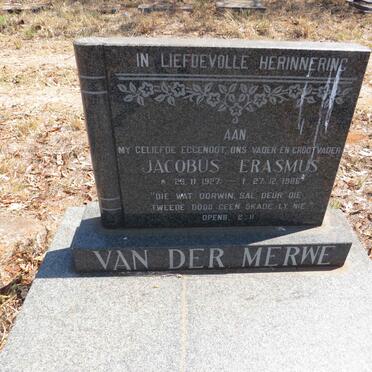 IN LIEFDEVOLLE HERINNERING
AAN
MY GELIEFDE EGGENOOT, ONS VADER EN GROOTVADER
JACOBUS ERASMUS
* 29.11.1927 - † 27.12.1986
"DIE WAT OORWIN, SAL DEUR DIE
TWEEDE DOOD GEEN SKADE LY NIE
OPENB. 2:11
VAN DER MERWE